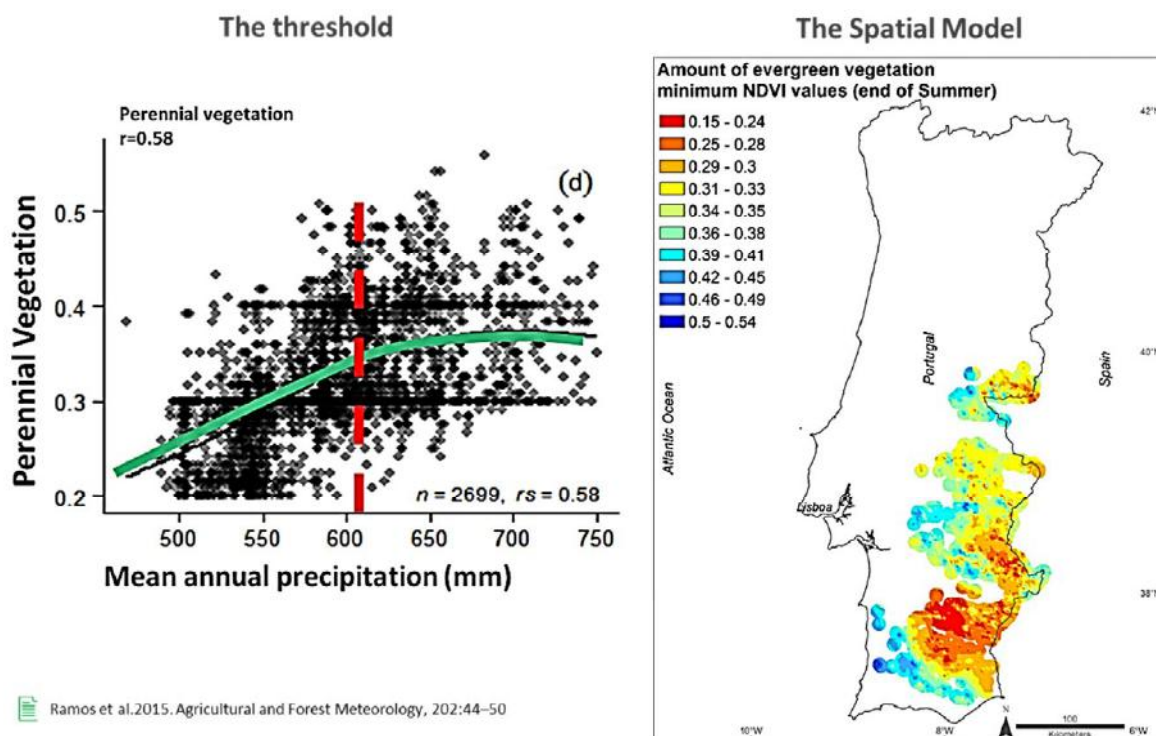 The threshold
Perennial vegetation
r=0.58
(d)
Perennial Vegetation
0.5
0.4
0.3
0.2
n = 2699, rs = 0.58
500 550 600 650 700 750
Mean annual precipitation (mm)
Ramos et al.2015. Agricultural and Forest Meteorology, 202:44–50
The Spatial Model
Amount of evergreen vegetation
minimum NDVI values (end of Summer)
0.15 - 0.24
0.25 - 0.28
0.29 - 0.3
0.31 - 0.33
0.34 - 0.35
0.36 - 0.38
0.39 - 0.41
0.42 - 0.45
0.46 - 0.49
0.5 - 0.54
42°N
40°N
38°N
Atlantic Ocean
Portugal
Spain
Lisboa
N
100
Kilometers
10°W 8°W 6°W